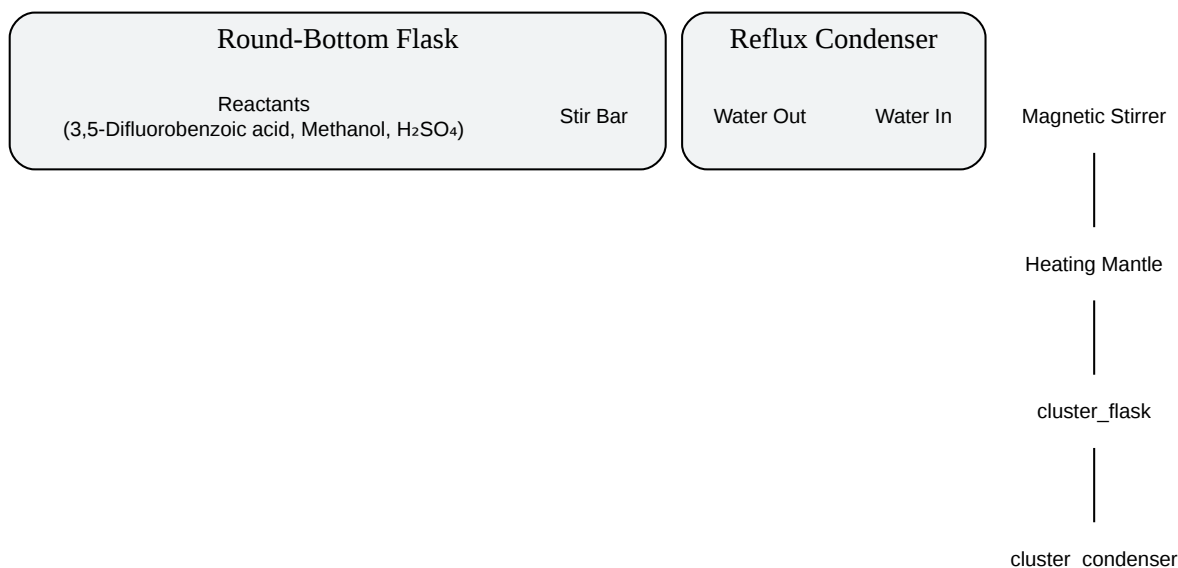 Round-Bottom Flask
Reactants
(3,5-Difluorobenzoic acid, Methanol, H₂SO₄)
Stir Bar
Reflux Condenser
Water Out
Water In
Magnetic Stirrer
Heating Mantle
cluster_flask
cluster_condenser